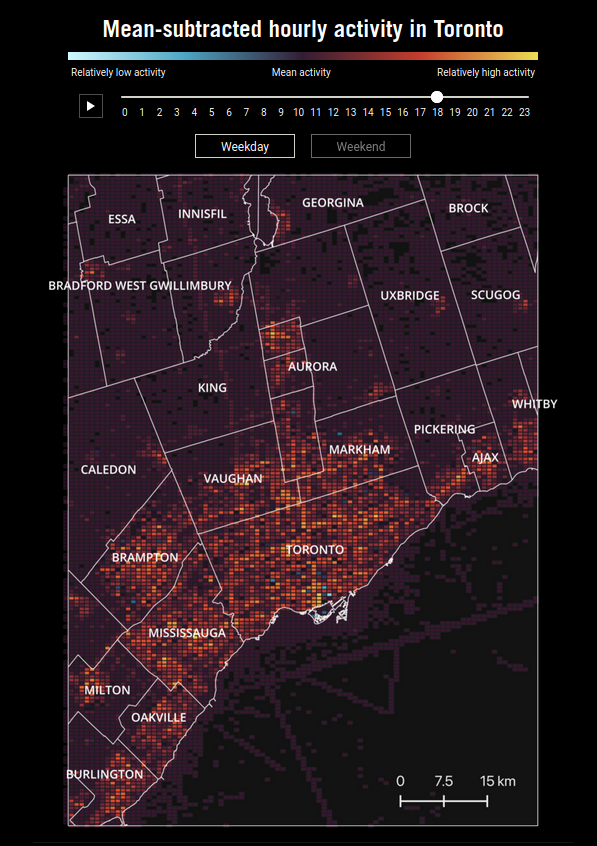 Mean-subtracted hourly activity in Toronto
Relatively low activity Mean activity Relatively high activity
0 1 2 3 4 5 6 7 8 9 10 11 12 13 14 15 16 17 18 19 20 21 22 23
Weekday Weekend
GEORGINA
BROCK
INNISFIL
ESSA
BRADFORD WEST GWILLIMBURY
UXBRIDGE SCUGOG
AURORA
KING
WHITBY
PICKERING
MARKHAM
AJAX
CALEDON
VAUGHAN
TORONTO
BRAMPTON
MISSISSAUGA
MILTON
OAKVILLE
BURLINGTON
0 7.5 15 km